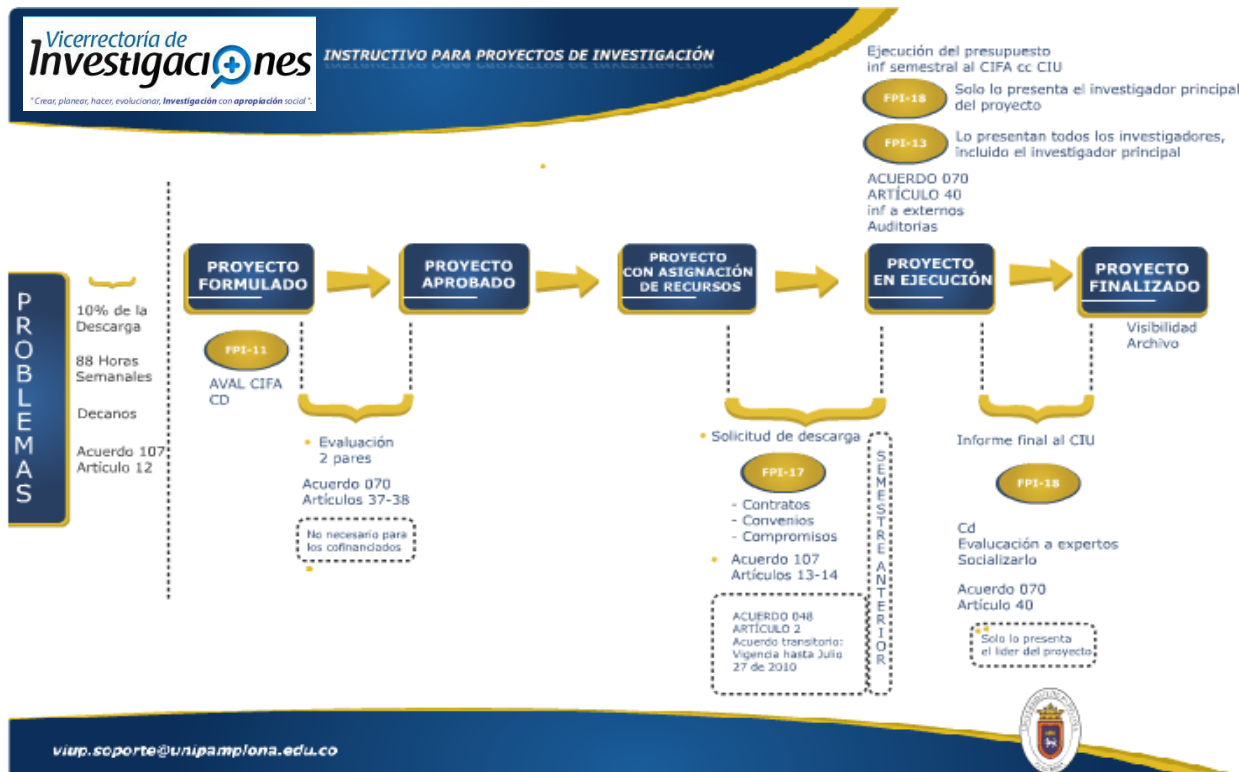 Vicerrectoría de
Investigaciones
"Crear, planear, hacer, evolucionar, Investigación con apropiación social".
INSTRUCTIVO PARA PROYECTOS DE INVESTIGACIÓN
Ejecución del presupuesto
inf semestral al CIFA cc CIU
FPI-18
Solo lo presenta el investigador principal
del proyecto
FPI-13
Lo presentan todos los investigadores,
incluido el investigador principal
ACUERDO 070
ARTÍCULO 40
inf a externos
Auditorias
PROBLEMAS
10% de la
Descarga
88 Horas
Semanales
Decanos
Acuerdo 107
Artículo 12
PROYECTO
FORMULADO
PROYECTO
APROBADO
PROYECTO
CON ASIGNACIÓN
DE RECURSOS
PROYECTO
EN EJECUCIÓN
PROYECTO
FINALIZADO
FPI-11
AVAL CIFA
CD
Evaluación
2 pares
Acuerdo 070
Artículos 37-38
No necesario para
los cofinanciados
Solicitud de descarga
FPI-17
- Contratos
- Convenios
- Compromisos
Acuerdo 107
Artículos 13-14
ACUERDO 048
ARTÍCULO 2
Acuerdo transitorio:
Vigencia hasta Julio
27 de 2010
SEMESTRE ANTERIOR
Informe final al CIU
FPI-18
Cd
Evalucación a expertos
Socializarlo
Acuerdo 070
Artículo 40
Solo lo presenta
el lider del proyecto
Visibilidad
Archivo
viup.soporte@unipamplona.edu.co